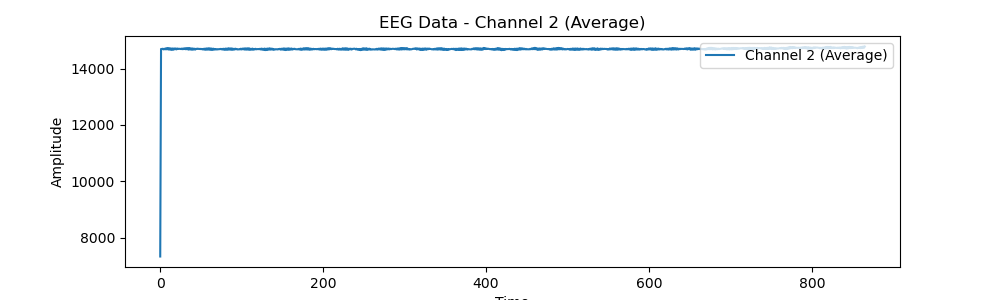 EEG Data - Channel 2 (Average)
Channel 2 (Average)
Amplitude
14000
12000
10000
8000
0 200 400 600 800
Time